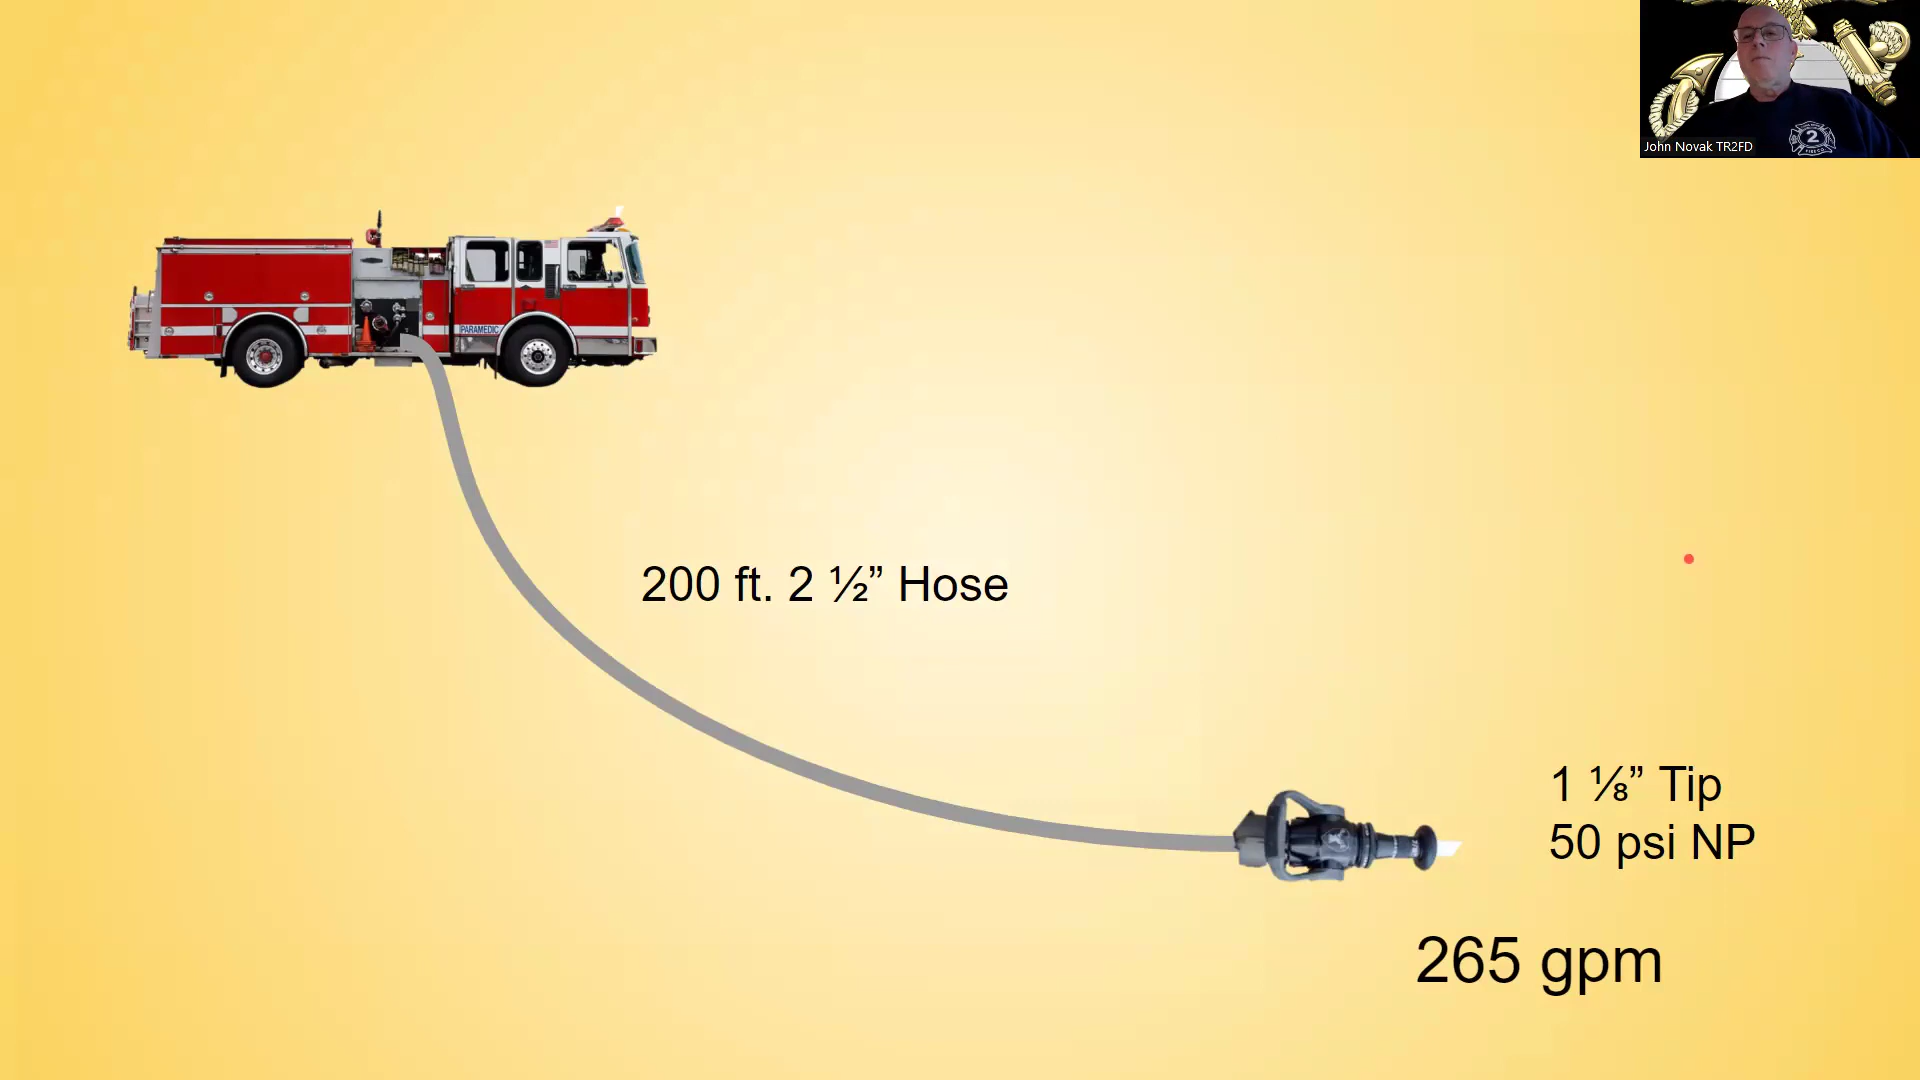 John Novak TR2FD
2
PARAMEDIC
200 ft. 2 ½” Hose
1 ⅛” Tip
50 psi NP
265 gpm